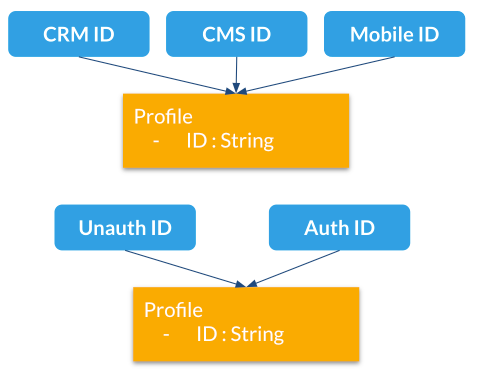 CRM ID
CMS ID
Mobile ID
Profile
- ID : String
Unauth ID
Auth ID
Profile
- ID : String